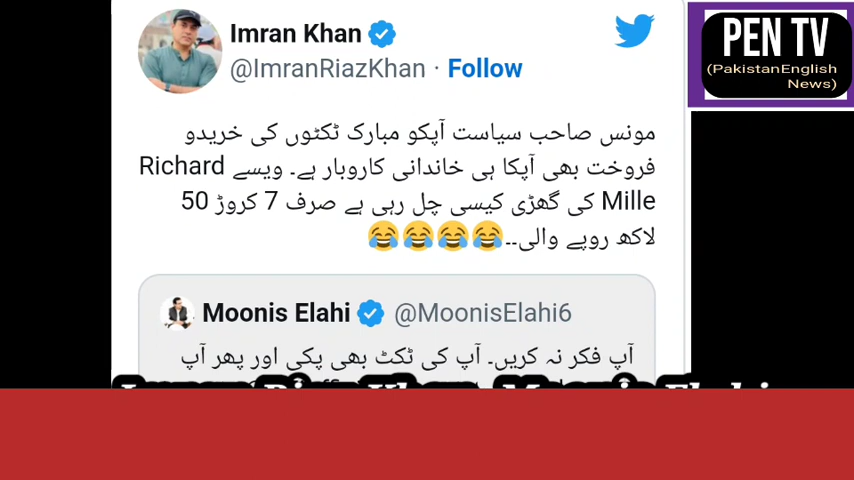 Imran Khan
@ImranRiazKhan · Follow
PEN TV
(PakistanEnglish
News)
مونس صاحب سیاست آپکو مبارک ٹکٹوں کی خریدو
فروخت بھی آپکا ہی خاندانی کاروبار ہے۔ ویسے Richard
Mille کی گھڑی کیسی چل رہی ہے صرف 7 کروڑ 50
لاکھ روپے والی۔۔😂😂😂😂
Moonis Elahi @MoonisElahi6
آپ فکر نہ کریں۔ آپ کی ٹکٹ بھی پکی اور پھر آپ